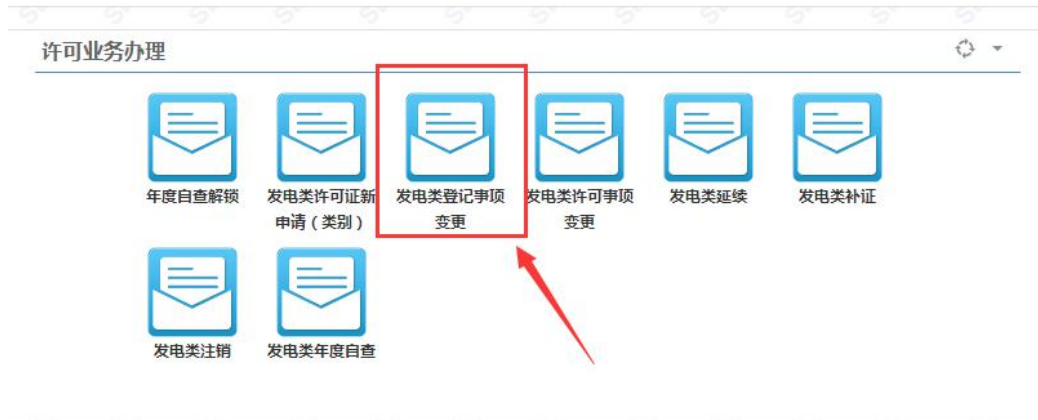 许可业务办理
年度自查解锁
发电类许可证新
申请（类别）
发电类登记事项
变更
发电类许可事项
变更
发电类延续
发电类补证
发电类注销
发电类年度自查